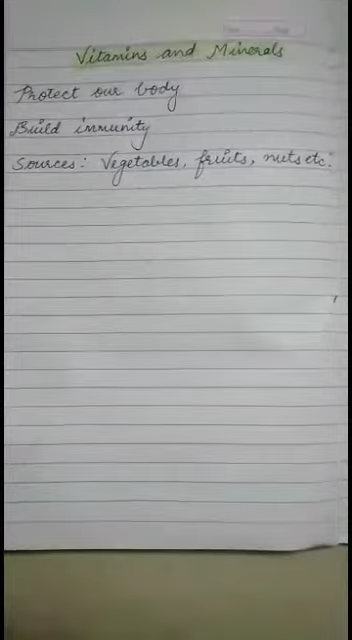 Vitamins and Minerals
Protect our body
Build immunity
Sources: Vegetables, fruits, nuts etc.